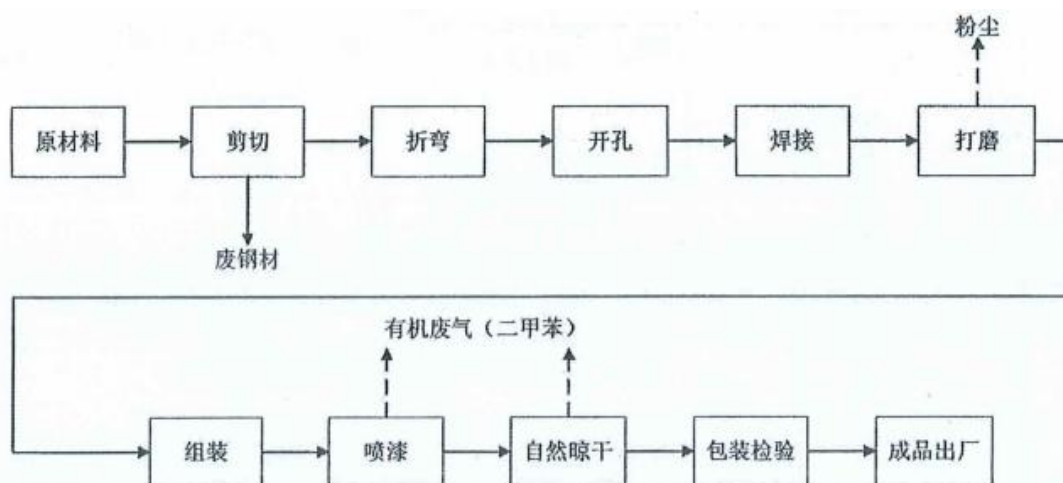 粉尘
原材料
剪切
折弯
开孔
焊接
打磨
废钢材
有机废气（二甲苯）
组装
喷漆
自然晾干
包装检验
成品出厂